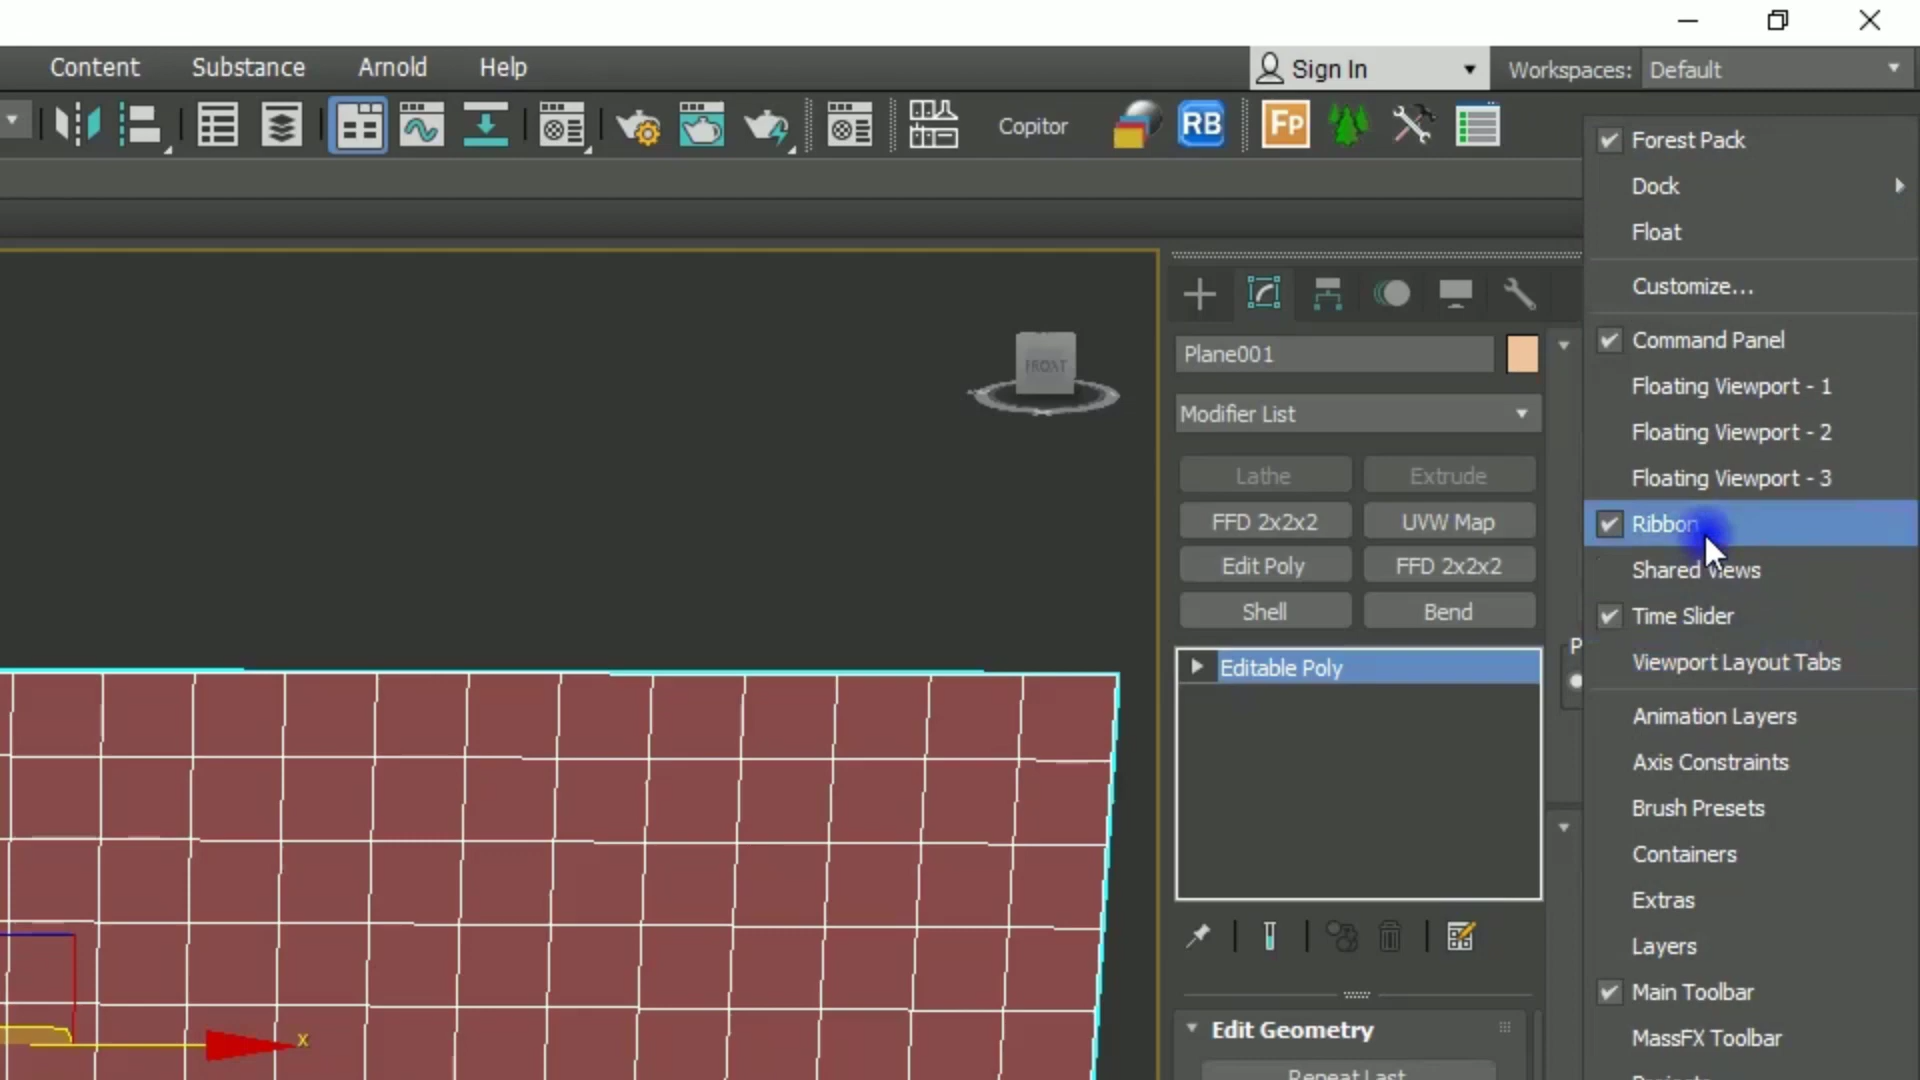 Content Substance Arnold Help
Sign In
Workspaces: Default
Copitor
RB
Fp
FRONT
Plane001
Modifier List
Lathe Extrude
FFD 2x2x2 UVW Map
Edit Poly FFD 2x2x2
Shell Bend
Editable Poly
Edit Geometry
Repeat Last
x
P
Forest Pack
Dock
Float
Customize...
Command Panel
Floating Viewport - 1
Floating Viewport - 2
Floating Viewport - 3
Ribbon
Shared Views
Time Slider
Viewport Layout Tabs
Animation Layers
Axis Constraints
Brush Presets
Containers
Extras
Layers
Main Toolbar
MassFX Toolbar